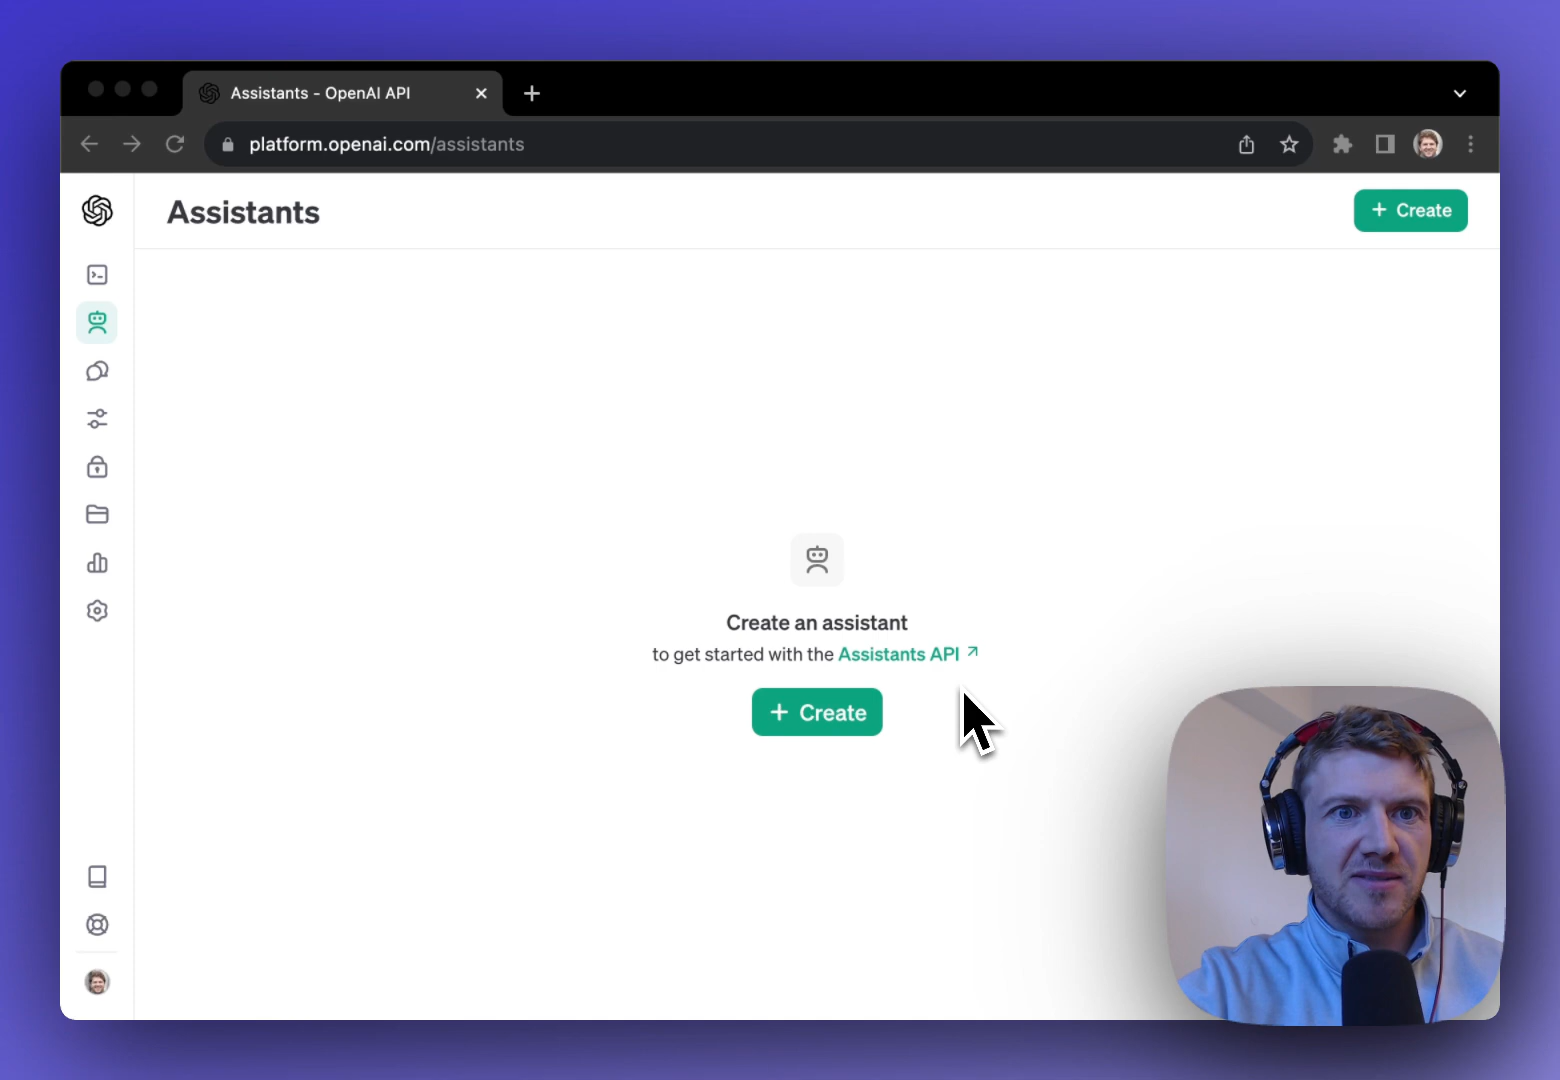 Assistants - OpenAI API
platform.openai.com/assistants
Assistants
+ Create
Create an assistant
to get started with the Assistants API ↗
+ Create